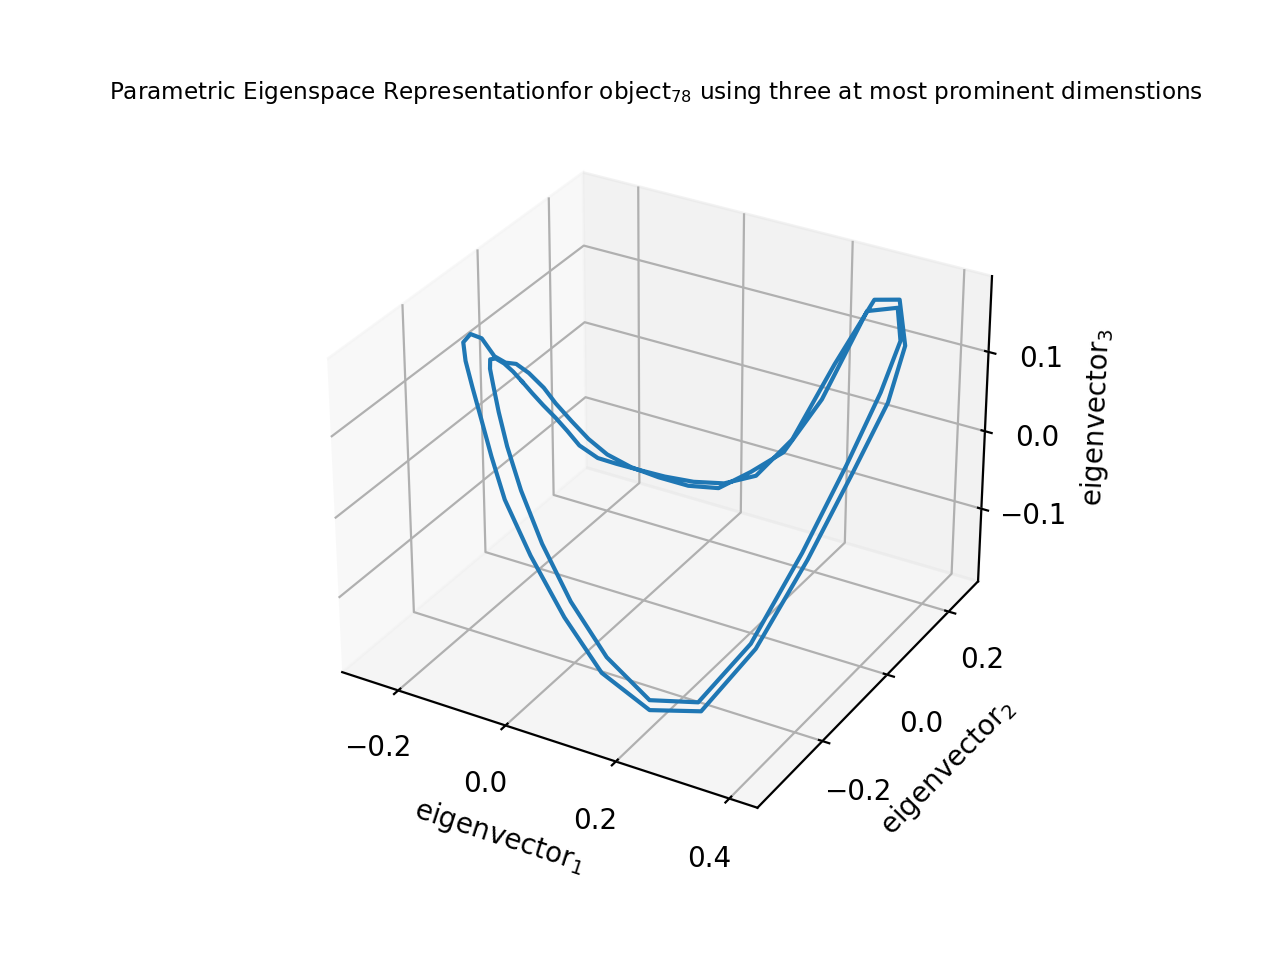 Parametric Eigenspace Representationfor object₇₈ using three at most prominent dimenstions
0.1
0.0
−0.1
eigenvector₃
0.2
0.0
−0.2
eigenvector₂
−0.2
0.0
0.2
0.4
eigenvector₁